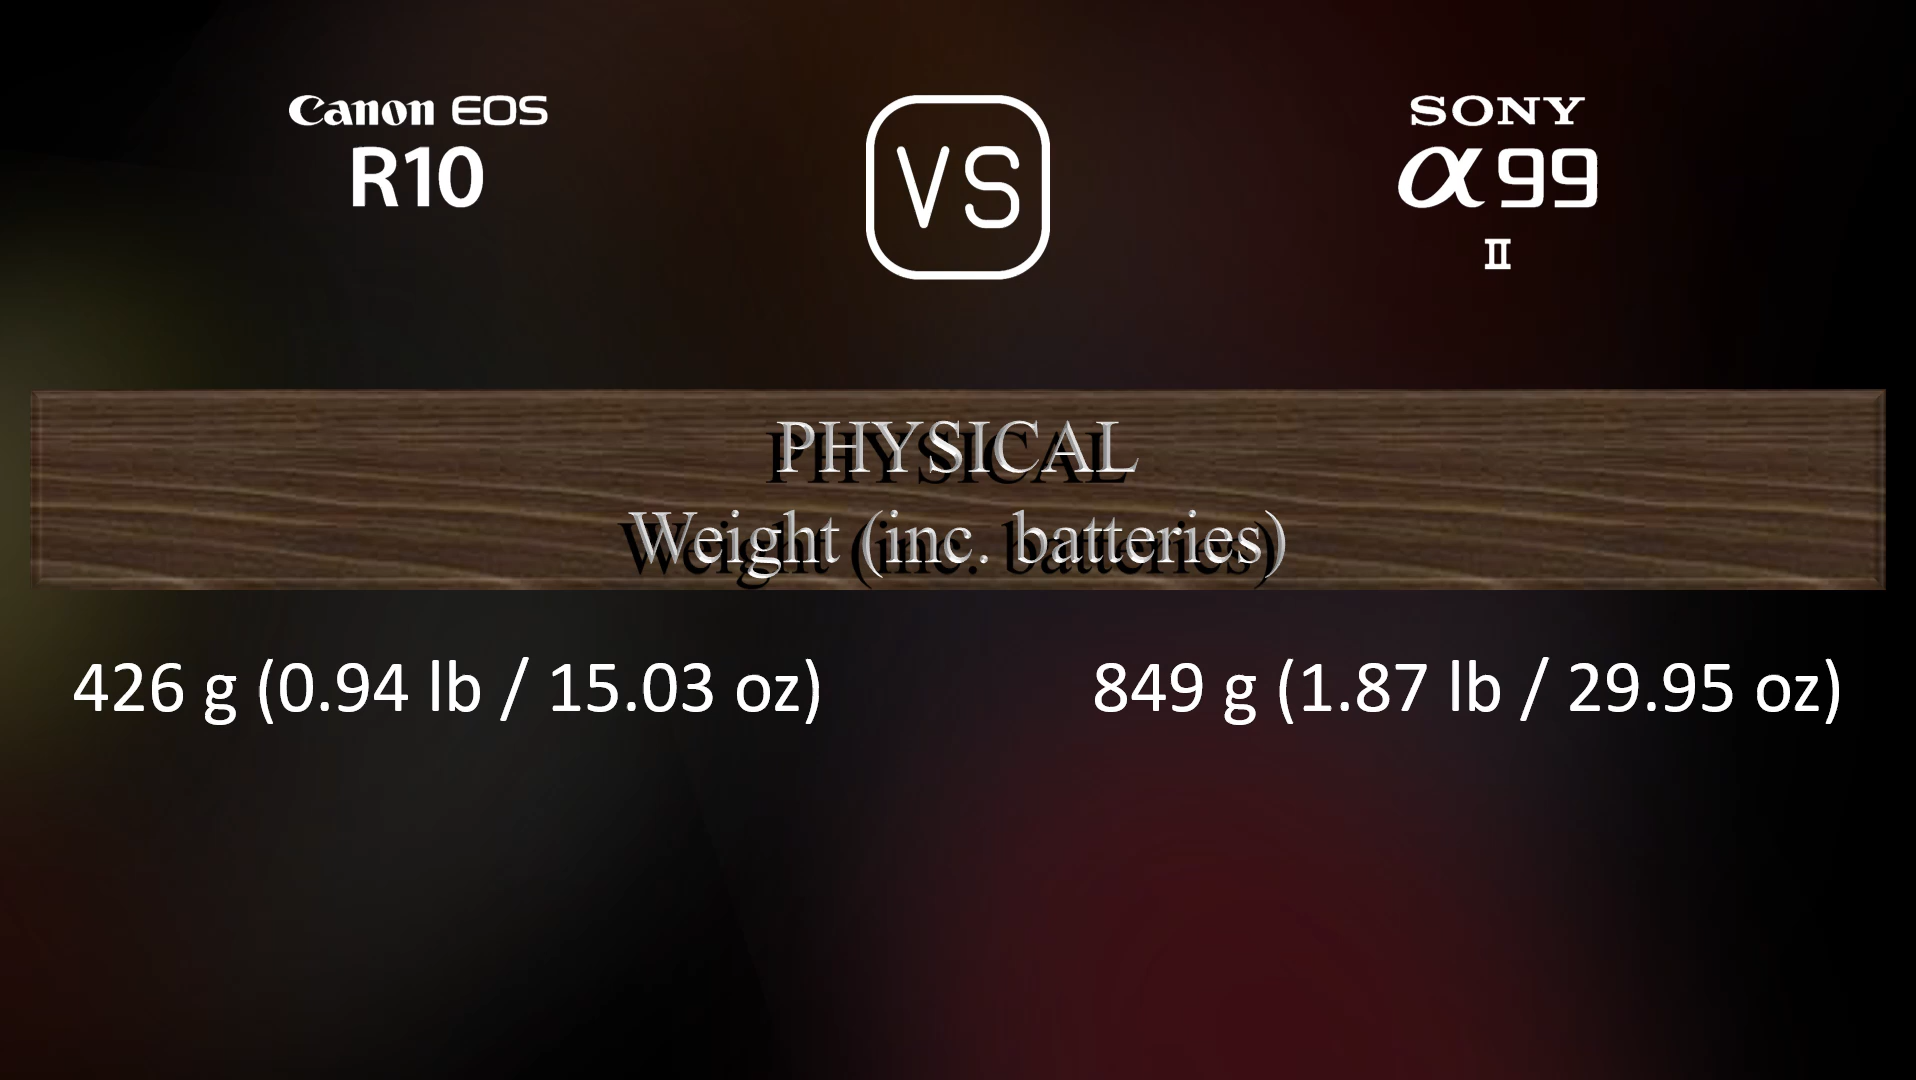 Canon EOS
R10
VS
SONY
α99
II
PHYSICAL
Weight (inc. batteries)
426 g (0.94 lb / 15.03 oz)
849 g (1.87 lb / 29.95 oz)